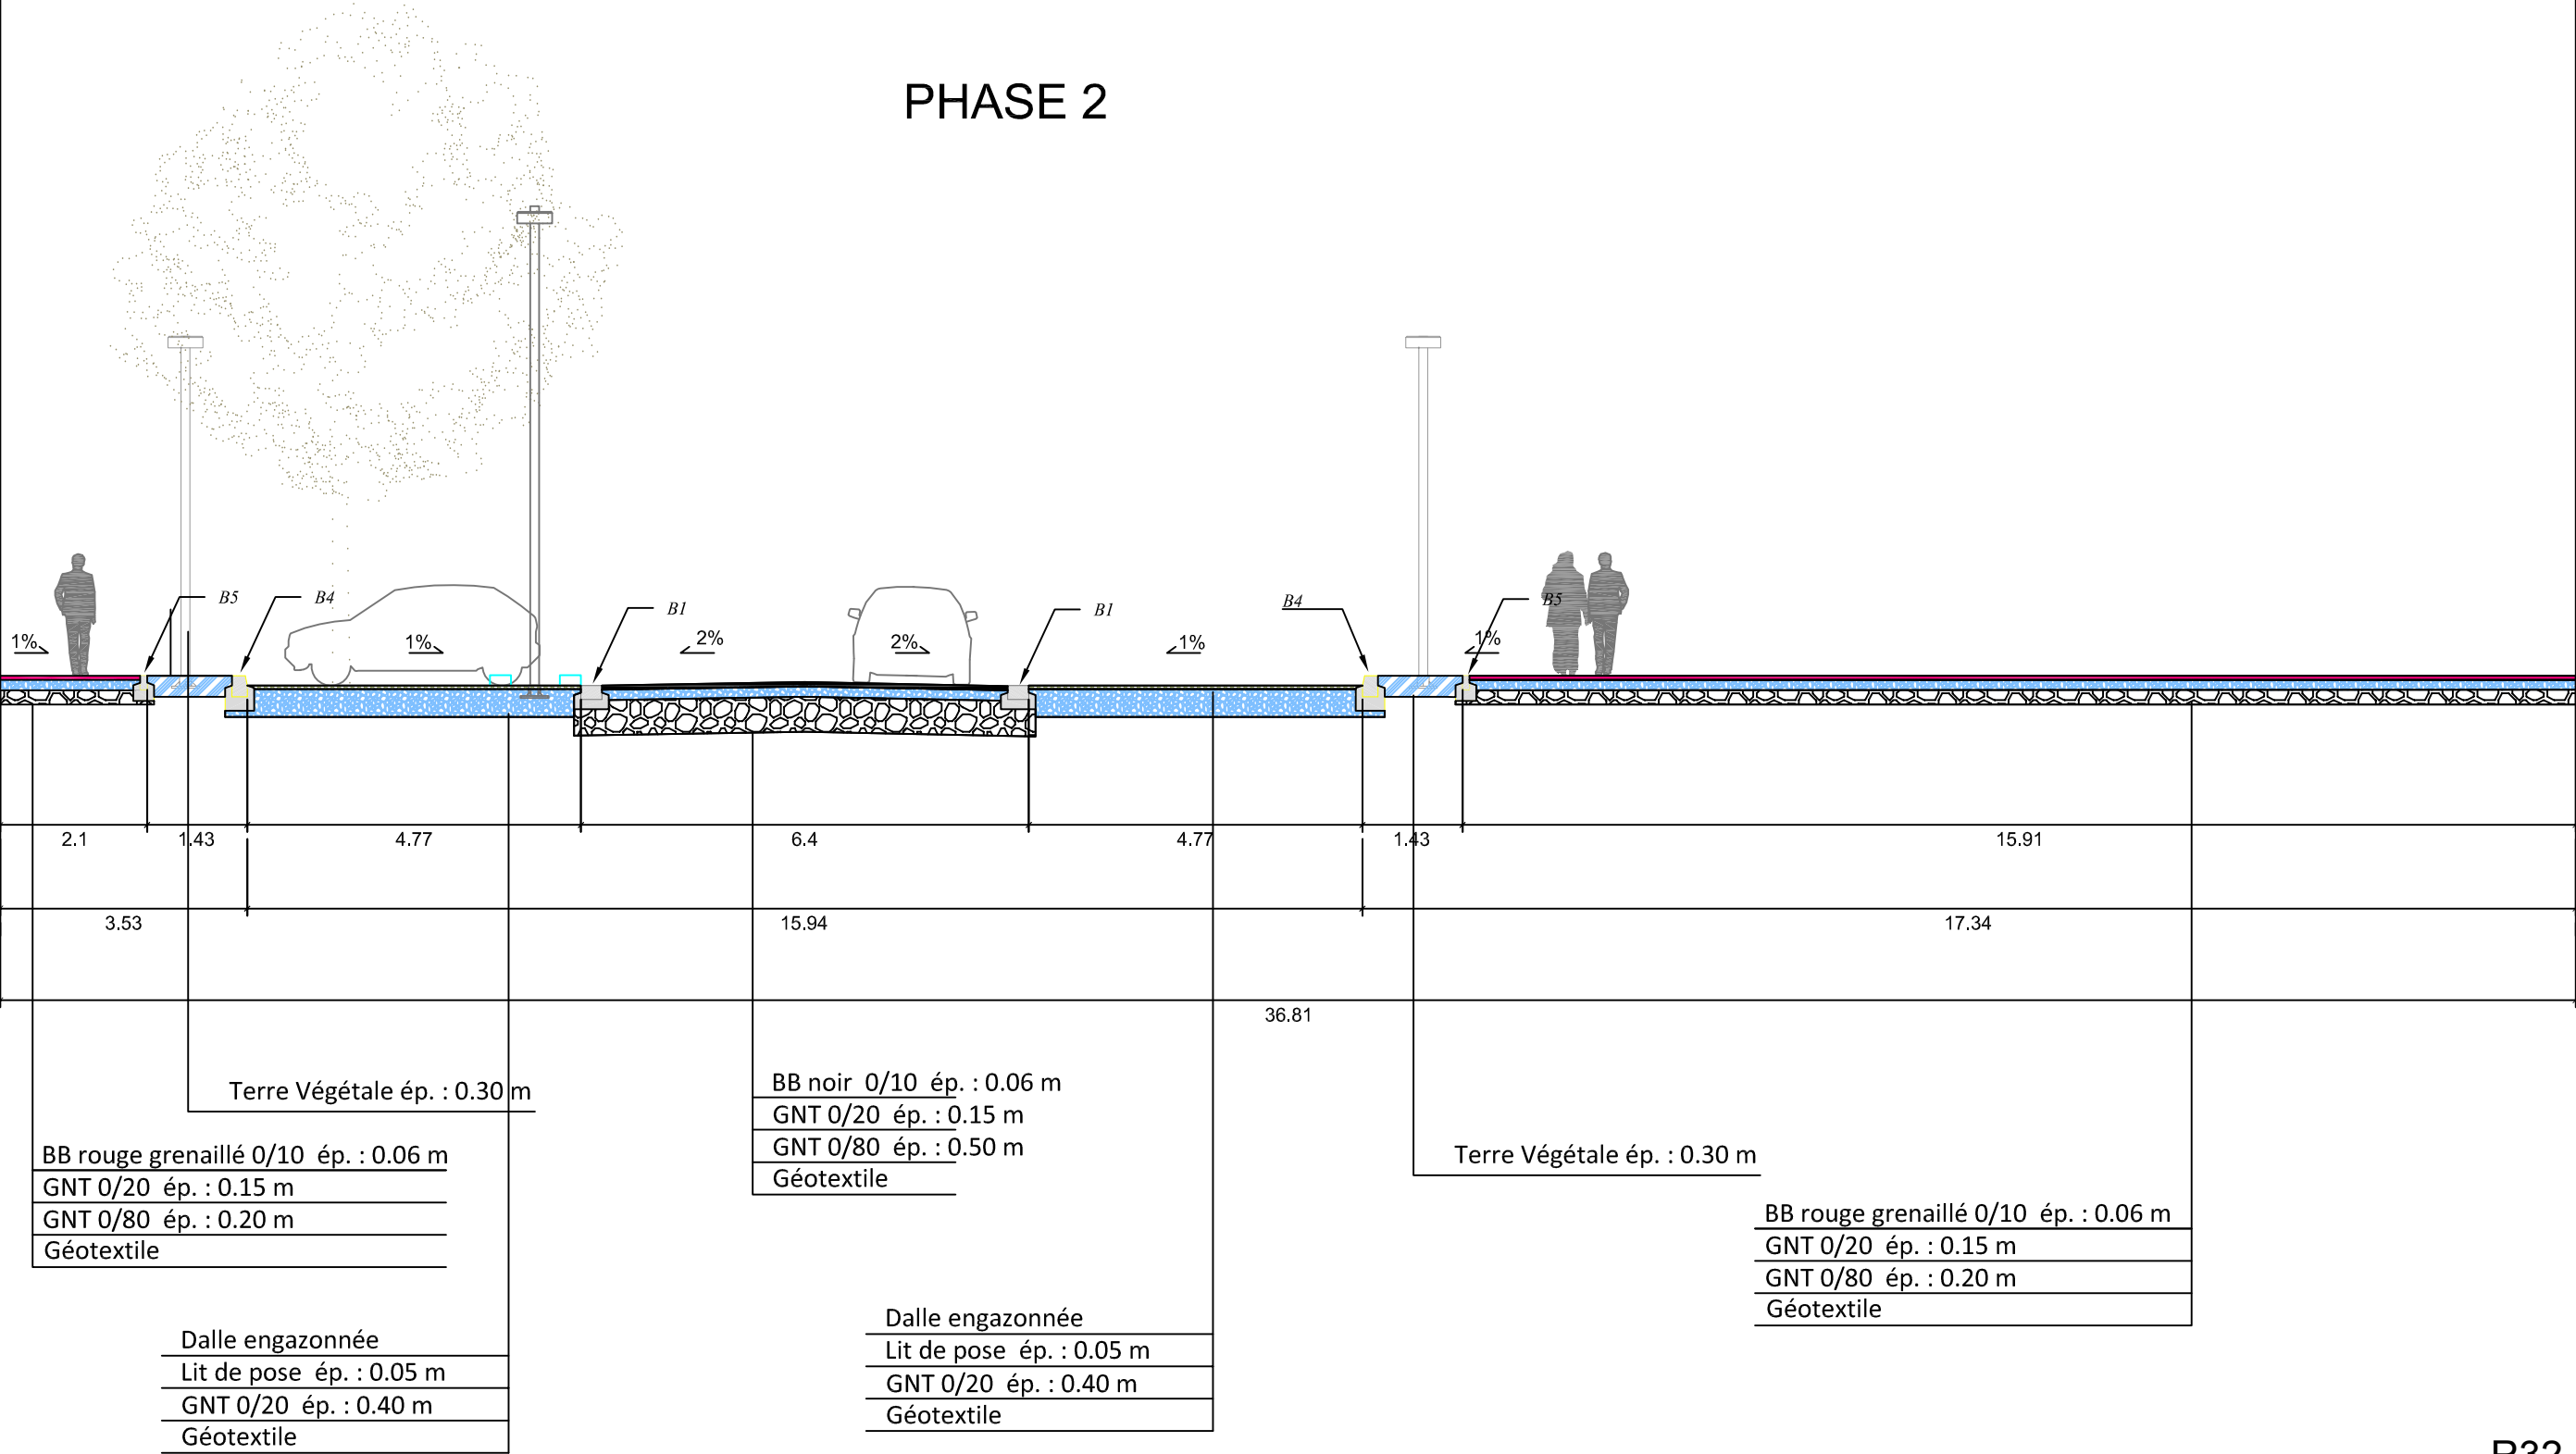 PHASE 2
B5
B4
B1
B1
B4
B5
1%
1%
2%
2%
1%
1%
2.1
1.43
4.77
6.4
4.77
1.43
15.91
3.53
15.94
17.34
36.81
Terre Végétale ép. : 0.30 m
BB rouge grenaillé 0/10 ép. : 0.06 m
GNT 0/20 ép. : 0.15 m
GNT 0/80 ép. : 0.20 m
Géotextile
Dalle engazonnée
Lit de pose ép. : 0.05 m
GNT 0/20 ép. : 0.40 m
Géotextile
BB noir 0/10 ép. : 0.06 m
GNT 0/20 ép. : 0.15 m
GNT 0/80 ép. : 0.50 m
Géotextile
Dalle engazonnée
Lit de pose ép. : 0.05 m
GNT 0/20 ép. : 0.40 m
Géotextile
Terre Végétale ép. : 0.30 m
BB rouge grenaillé 0/10 ép. : 0.06 m
GNT 0/20 ép. : 0.15 m
GNT 0/80 ép. : 0.20 m
Géotextile